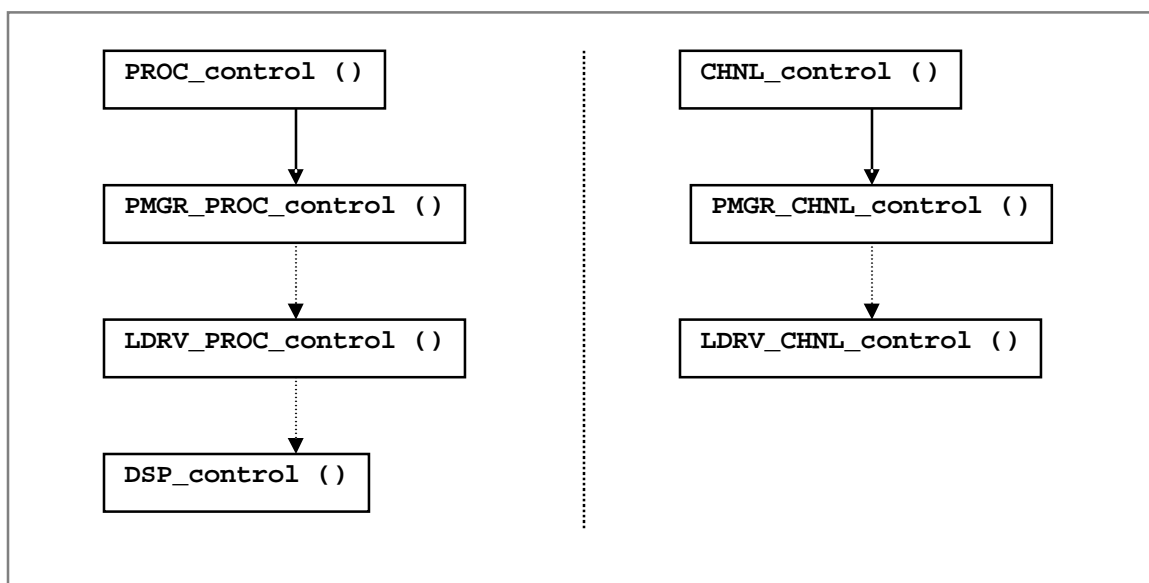 PROC_control ()
PMGR_PROC_control ()
LDRV_PROC_control ()
DSP_control ()
CHNL_control ()
PMGR_CHNL_control ()
LDRV_CHNL_control ()